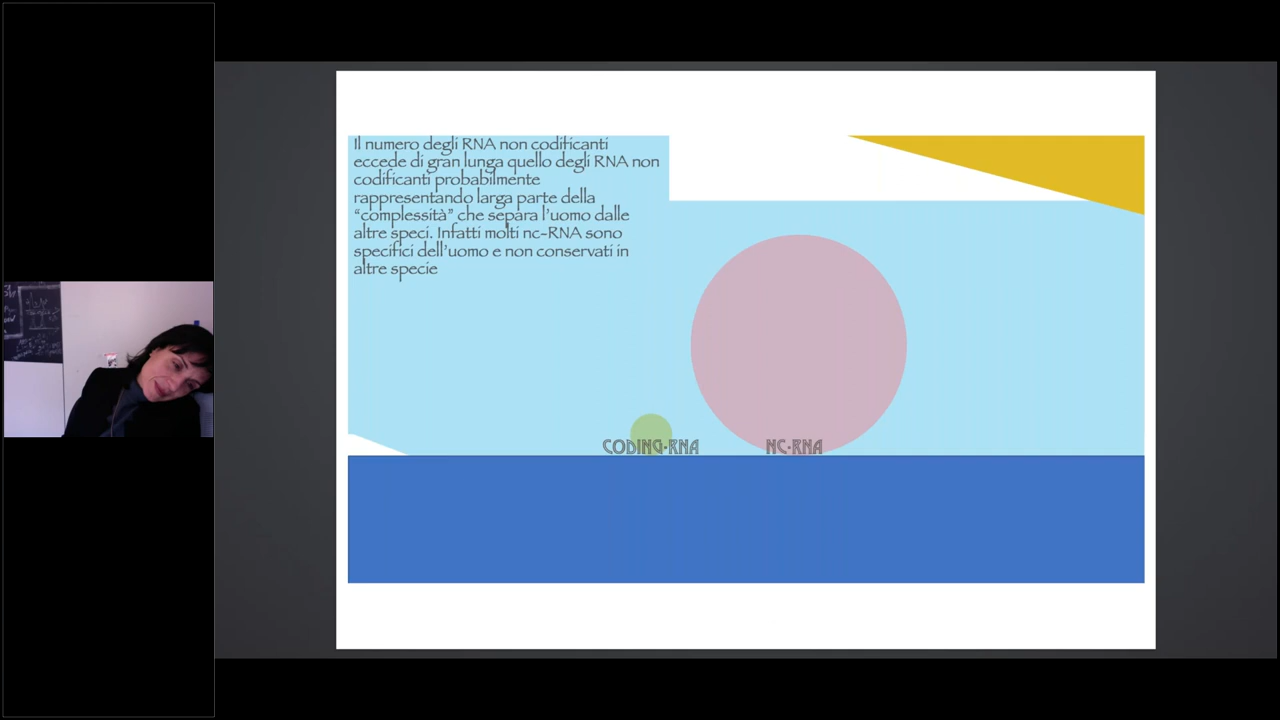 Il numero degli RNA non codificanti
eccede di gran lunga quello degli RNA non
codificanti probabilmente
rappresentando larga parte della
“complessità” che separa l’uomo dalle
altre speci. Infatti molti nc-RNA sono
specifici dell’uomo e non conservati in
altre specie
CODING-RNA
NC-RNA